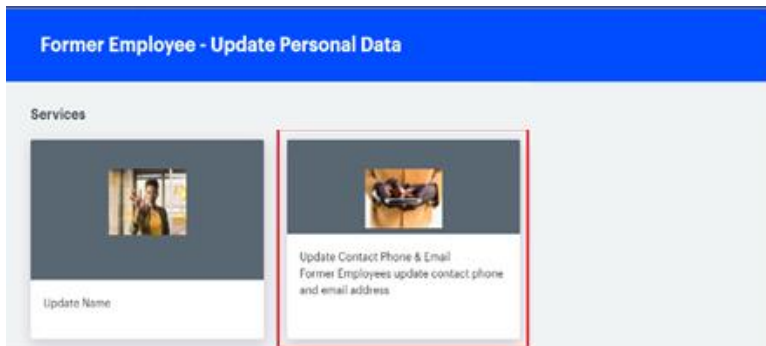 Former Employee - Update Personal Data
Services
Update Name
Update Contact Phone & Email
Former Employees update contact phone
and email address